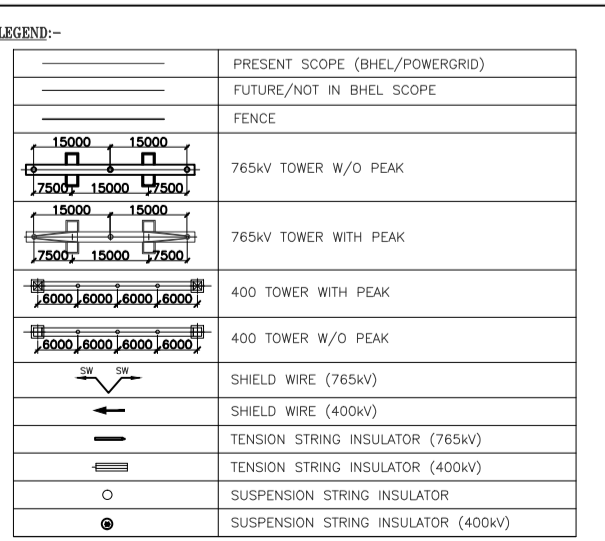 LEGEND:-
PRESENT SCOPE (BHEL/POWERGRID)
FUTURE/NOT IN BHEL SCOPE
FENCE
15000 15000
7500 15000 7500
765kV TOWER W/O PEAK
15000 15000
7500 15000 7500
765kV TOWER WITH PEAK
6000 6000 6000 6000
400 TOWER WITH PEAK
6000 6000 6000 6000
400 TOWER W/O PEAK
SW SW
SHIELD WIRE (765kV)
SHIELD WIRE (400kV)
TENSION STRING INSULATOR (765kV)
TENSION STRING INSULATOR (400kV)
SUSPENSION STRING INSULATOR
SUSPENSION STRING INSULATOR (400kV)